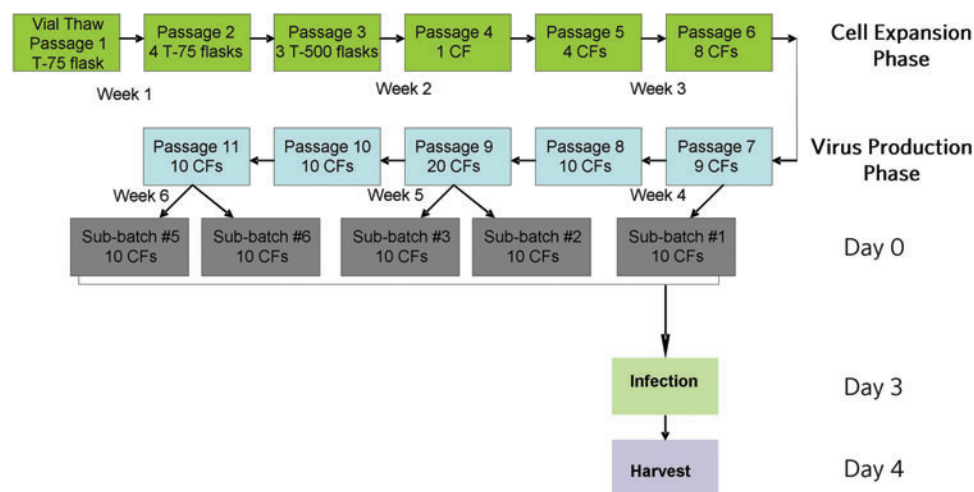 Vial Thaw
Passage 1
T-75 flask
Passage 2
4 T-75 flasks
Passage 3
3 T-500 flasks
Passage 4
1 CF
Passage 5
4 CFs
Passage 6
8 CFs
Cell Expansion
Phase
Week 1
Week 2
Week 3
Passage 11
10 CFs
Passage 10
10 CFs
Passage 9
20 CFs
Passage 8
10 CFs
Passage 7
9 CFs
Virus Production
Phase
Week 6
Week 5
Week 4
Sub-batch #5
10 CFs
Sub-batch #6
10 CFs
Sub-batch #3
10 CFs
Sub-batch #2
10 CFs
Sub-batch #1
10 CFs
Day 0
Infection
Day 3
Harvest
Day 4